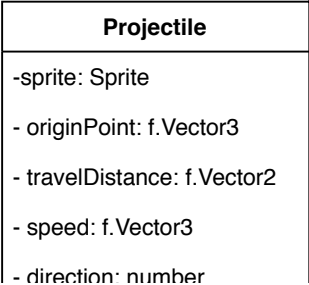 Projectile
-sprite: Sprite
- originPoint: f.Vector3
- travelDistance: f.Vector2
- speed: f.Vector3
- direction: number